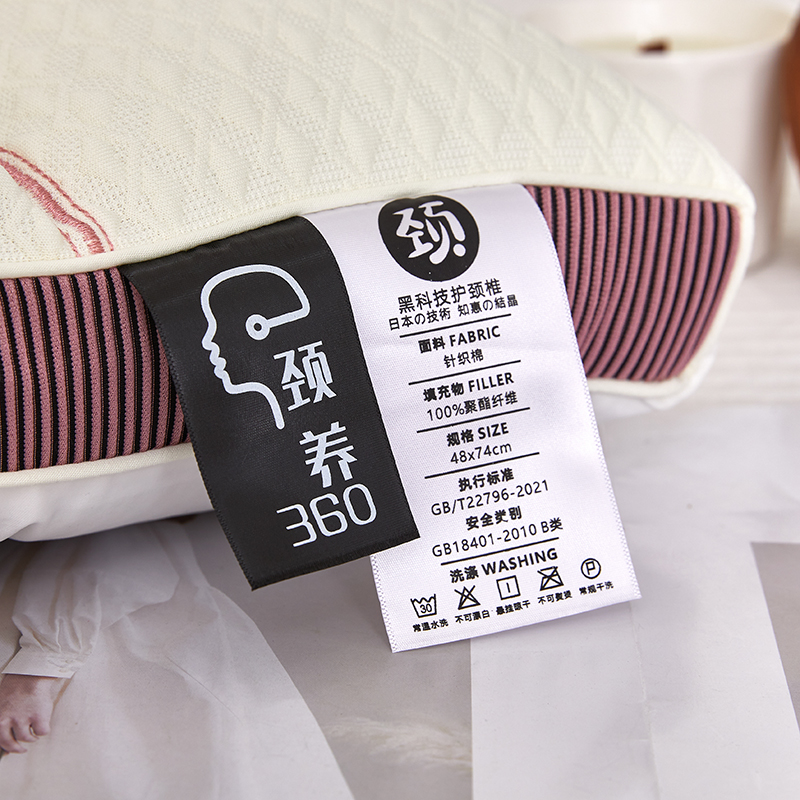 颈养
360
颈
黑科技护颈椎
日本の技術 知惠の結晶
面料 FABRIC
针织棉
填充物 FILLER
100%聚酯纤维
规格 SIZE
48x74cm
执行标准
GB/T22796-2021
安全类别
GB18401-2010 B类
洗涤 WASHING
30 P
常温水洗 不可漂白 悬挂晾干 不可熨烫 常规干洗